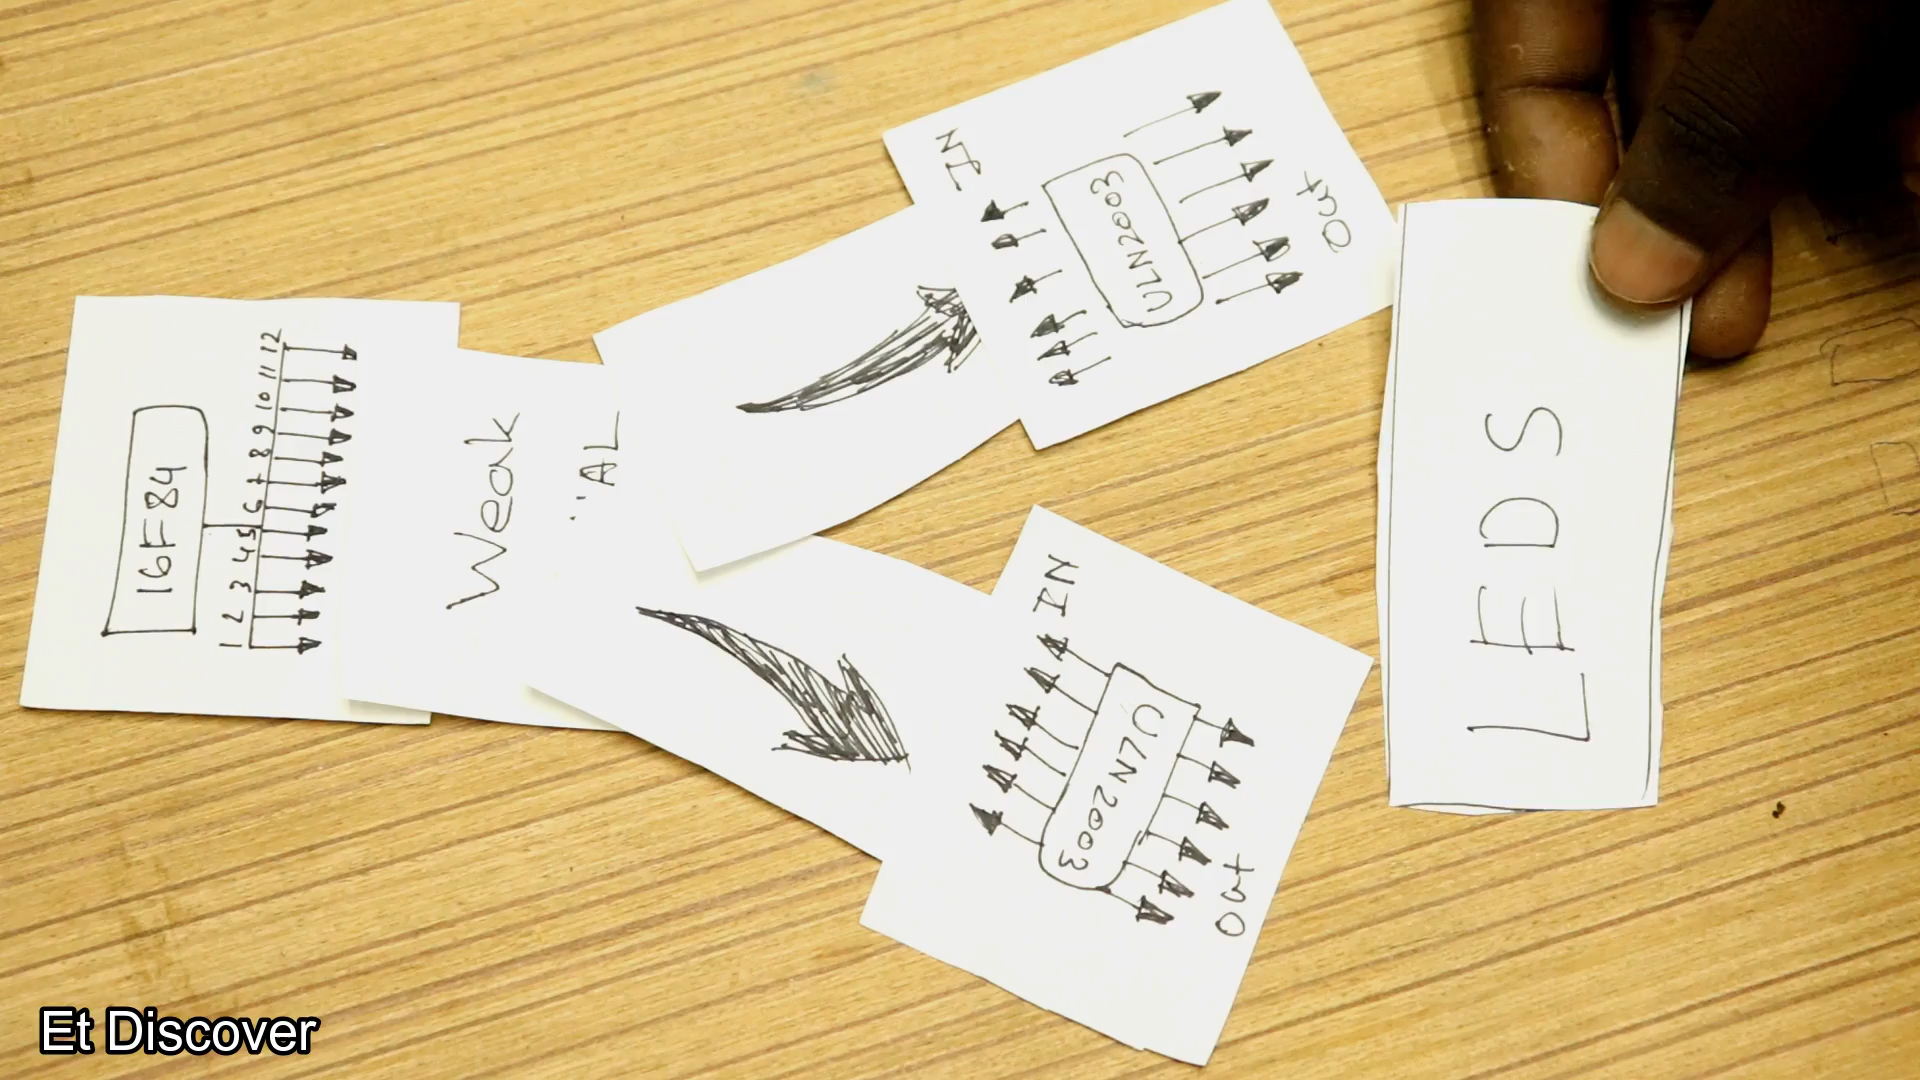 16F84
1 2 3 4 5 6 7 8 9 10 11 12
Weak
AL
IN
ULN2003
Out
IN
ULN2003
Out
LEDS
Et Discover